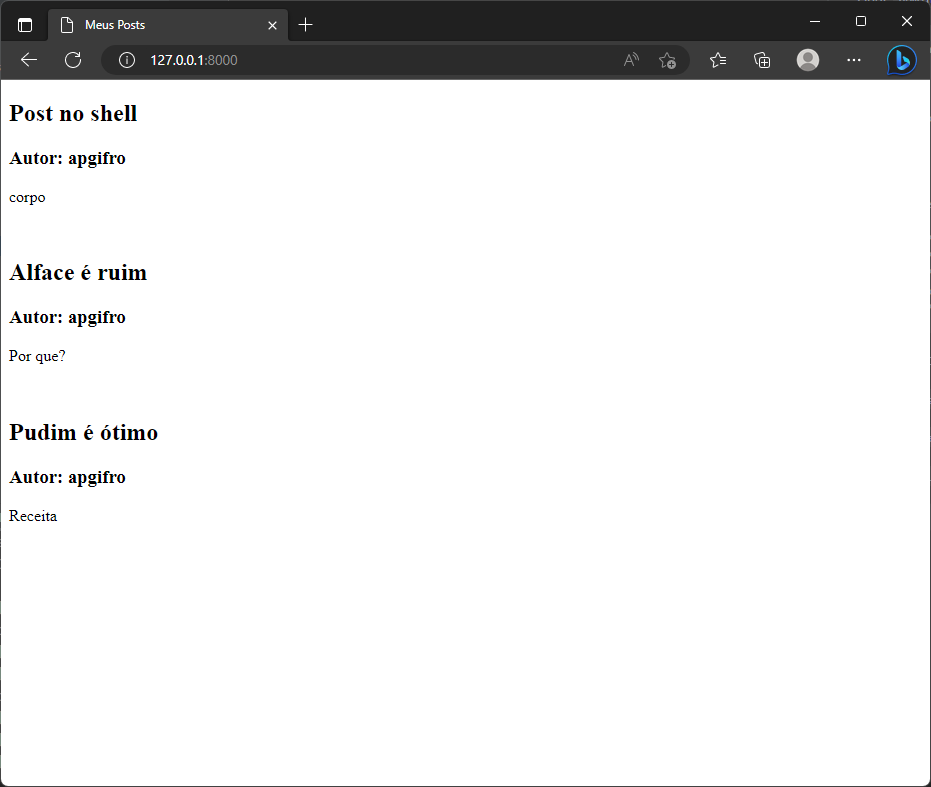 Meus Posts
127.0.0.1:8000
Post no shell
Autor: apgifro
corpo
Alface é ruim
Autor: apgifro
Por que?
Pudim é ótimo
Autor: apgifro
Receita